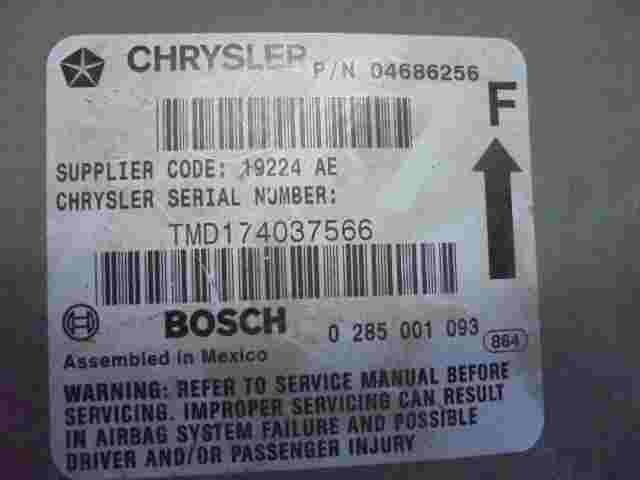 CHRYSLER P/N 04686256
F
SUPPLIER CODE: 19224 AE
CHRYSLER SERIAL NUMBER:
TMD174037566
BOSCH 0 285 001 093
864
Assembled in Mexico
WARNING: REFER TO SERVICE MANUAL BEFORE
SERVICING. IMPROPER SERVICING CAN RESULT
IN AIRBAG SYSTEM FAILURE AND POSSIBLE
DRIVER AND/OR PASSENGER INJURY